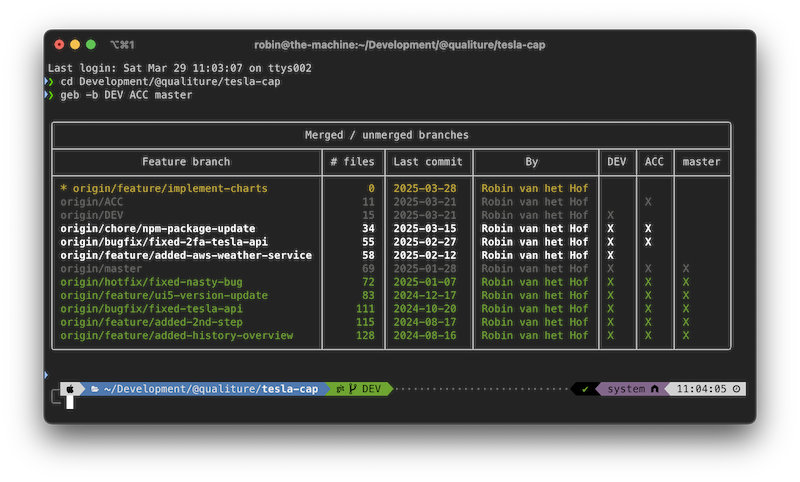 ⌥⌘1 robin@the-machine:~/Development/@qualiture/tesla-cap
Last login: Sat Mar 29 11:03:07 on ttys002
❯ cd Development/@qualiture/tesla-cap
❯ geb -b DEV ACC master
Merged / unmerged branches
Feature branch # files Last commit By DEV ACC master
* origin/feature/implement-charts 0 2025-03-28 Robin van het Hof
origin/ACC 11 2025-03-21 Robin van het Hof X
origin/DEV 15 2025-03-21 Robin van het Hof X
origin/chore/npm-package-update 34 2025-03-15 Robin van het Hof X X
origin/bugfix/fixed-2fa-tesla-api 55 2025-02-27 Robin van het Hof X X
origin/feature/added-aws-weather-service 58 2025-02-12 Robin van het Hof X
origin/master 69 2025-01-28 Robin van het Hof X X X
origin/hotfix/fixed-nasty-bug 72 2025-01-07 Robin van het Hof X X X
origin/feature/ui5-version-update 83 2024-12-17 Robin van het Hof X X X
origin/bugfix/fixed-tesla-api 111 2024-10-20 Robin van het Hof X X X
origin/feature/added-2nd-step 115 2024-08-17 Robin van het Hof X X X
origin/feature/added-history-overview 128 2024-08-16 Robin van het Hof X X X
~/Development/@qualiture/tesla-cap git DEV ✔ system 11:04:05